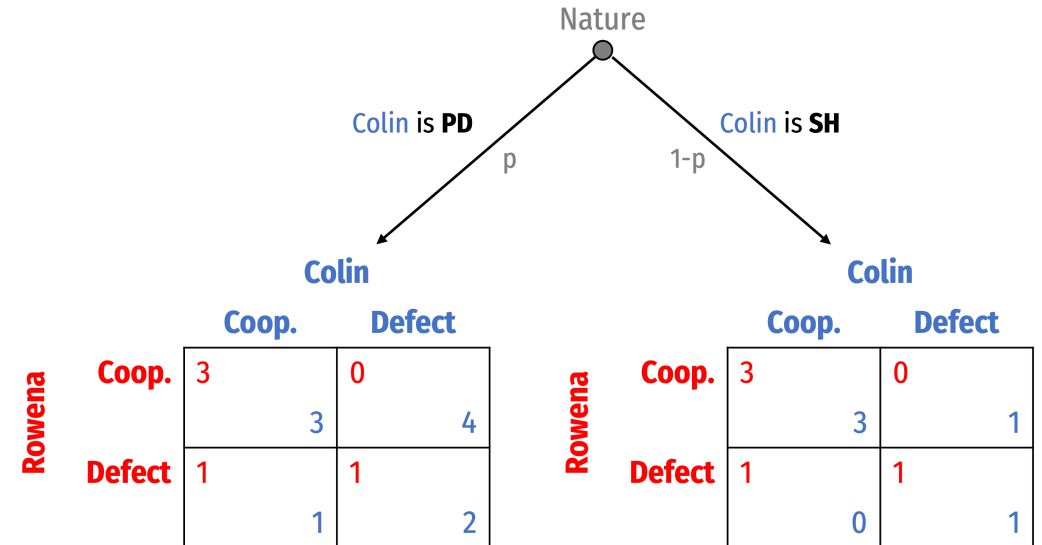 Nature
Colin is PD
Colin is SH
p
1-p
Colin
Colin
Coop. Defect
Coop. Defect
Rowena
Coop. 3 0
3 4
Defect 1 1
1 2
Rowena
Coop. 3 0
3 1
Defect 1 1
0 1